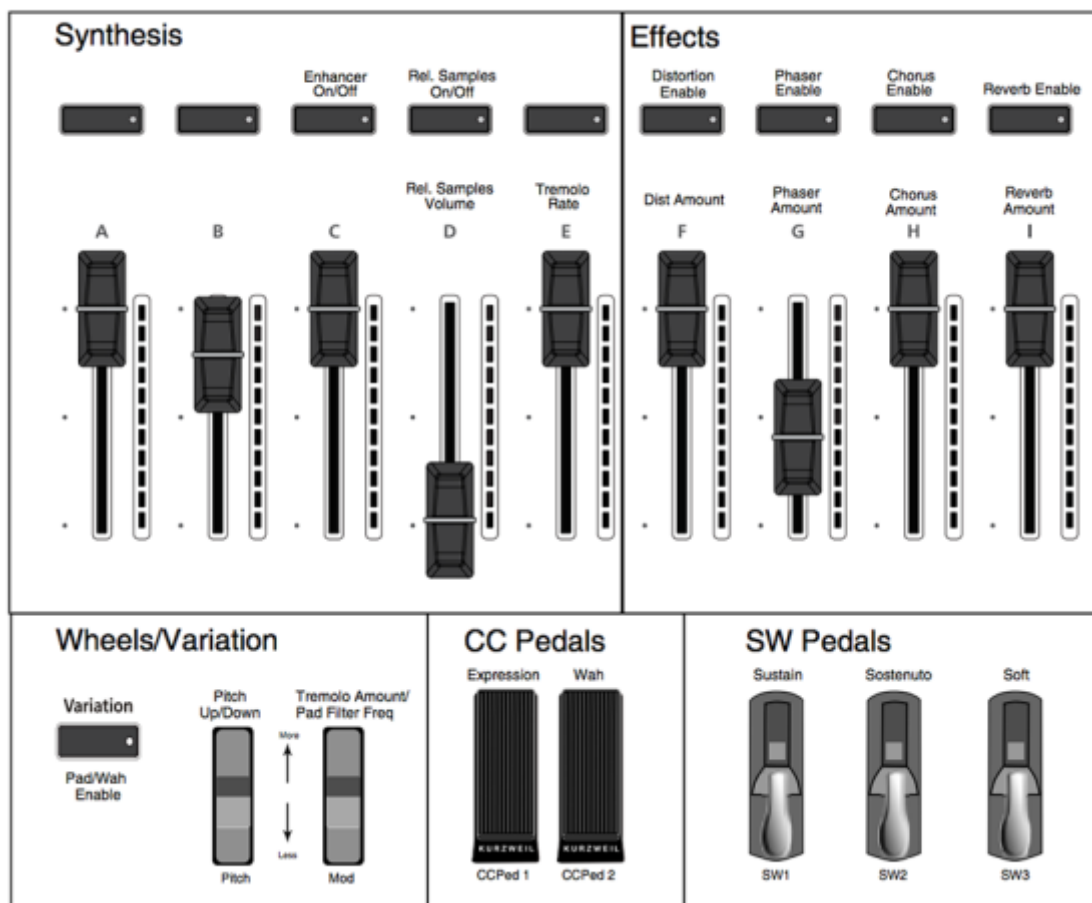 Synthesis
Enhancer
On/Off
Rel. Samples
On/Off
Rel. Samples
Volume
Tremolo
Rate
A
B
C
D
E
Effects
Distortion
Enable
Phaser
Enable
Chorus
Enable
Reverb Enable
Dist Amount
Phaser
Amount
Chorus
Amount
Reverb
Amount
F
G
H
I
Wheels/Variation
Variation
Pad/Wah
Enable
Pitch
Up/Down
Tremolo Amount/
Pad Filter Freq
More
Less
Pitch
Mod
CC Pedals
Expression
Wah
KURZWEIL
KURZWEIL
CCPed 1
CCPed 2
SW Pedals
Sustain
Sostenuto
Soft
SW1
SW2
SW3